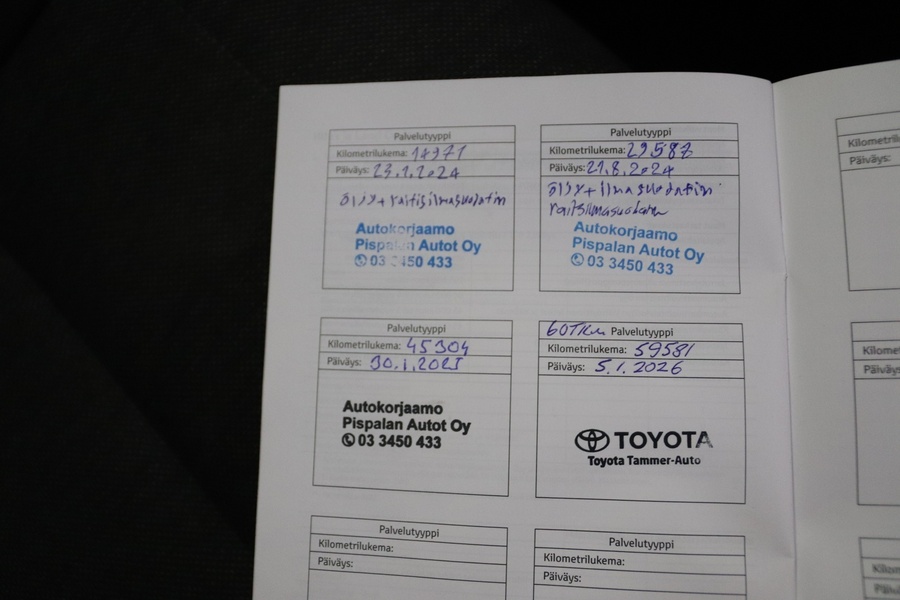 Palvelutyyppi
Kilometrilukema: 14971
Päiväys: 23.1.2024
öljy + raitisilmasuodatin
Autokorjaamo
Pispalan Autot Oy
03 3450 433
Palvelutyyppi
Kilometrilukema: 29587
Päiväys: 21.8.2024
öljy + ilmasuodatin
raitisilmasuodatin
Autokorjaamo
Pispalan Autot Oy
03 3450 433
Palvelutyyppi
Kilometrilukema: 45304
Päiväys: 30.1.2025
Autokorjaamo
Pispalan Autot Oy
03 3450 433
60Tkm Palvelutyyppi
Kilometrilukema: 59581
Päiväys: 5.1.2026
TOYOTA
Toyota Tammer-Auto
Palvelutyyppi
Kilometrilukema:
Päiväys:
Palvelutyyppi
Kilometrilukema:
Päiväys:
Päiväys: